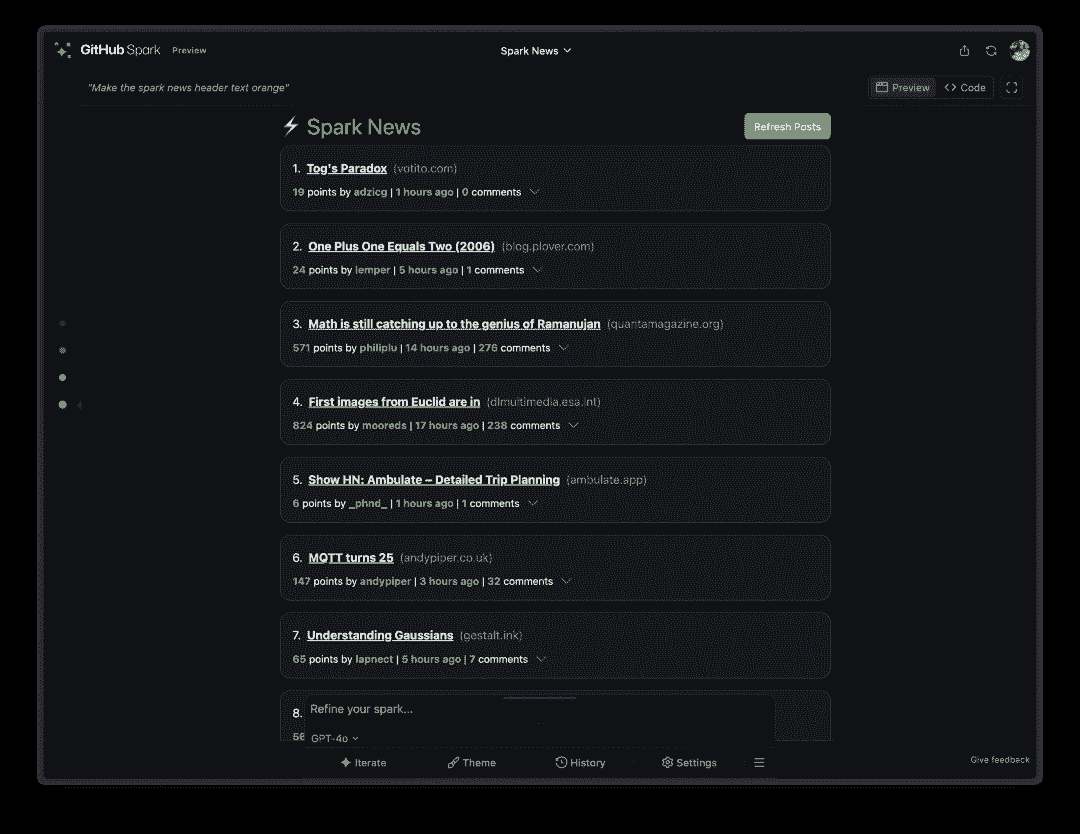 GitHub Spark Preview
Spark News
"Make the spark news header text orange"
Preview
Code
Spark News
Refresh Posts
1. Tog's Paradox (votito.com)
19 points by adzicg | 1 hours ago | 0 comments
2. One Plus One Equals Two (2006) (blog.plover.com)
24 points by lemper | 5 hours ago | 1 comments
3. Math is still catching up to the genius of Ramanujan (quantamagazine.org)
571 points by philiplu | 14 hours ago | 276 comments
4. First images from Euclid are in (dlmultimedia.esa.int)
824 points by mooreds | 17 hours ago | 238 comments
5. Show HN: Ambulate – Detailed Trip Planning (ambulate.app)
6 points by _phnd_ | 1 hours ago | 1 comments
6. MQTT turns 25 (andypiper.co.uk)
147 points by andypiper | 3 hours ago | 32 comments
7. Understanding Gaussians (gestalt.ink)
65 points by lapnect | 5 hours ago | 7 comments
8.
Refine your spark...
56
GPT-4o
Iterate
Theme
History
Settings
Give feedback